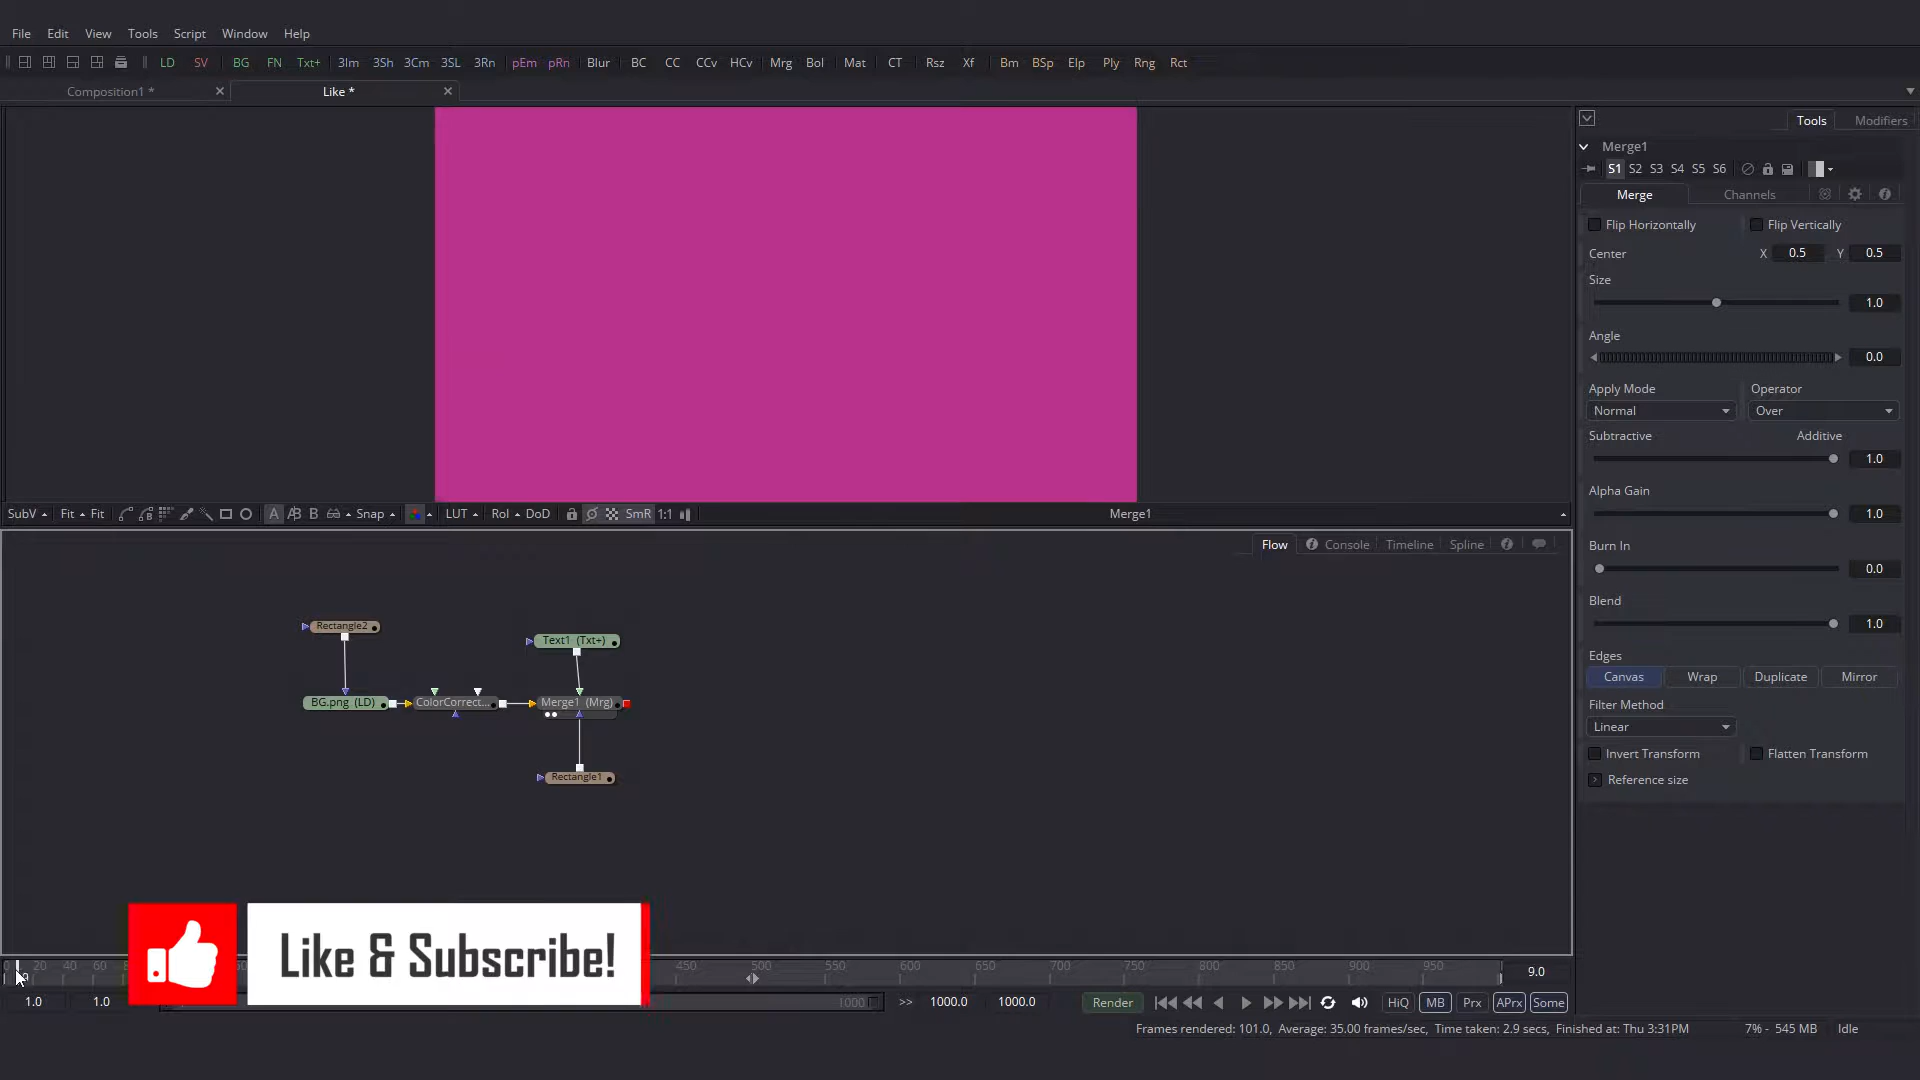 File Edit View Tools Script Window Help
LD SV BG FN Txt+ 3Im 3Sh 3Cm 3SL 3Rn pEm pRn Blur BC CC CCv HCv Mrg Bol Mat CT Rsz Xf Bm BSp Elp Ply Rng Rct
Composition1 * Like *
Tools Modifiers
Merge1
S1 S2 S3 S4 S5 S6
Merge Channels
Flip Horizontally Flip Vertically
Center X 0.5 Y 0.5
Size
1.0
Angle
0.0
Apply Mode Operator
Normal Over
Subtractive Additive
1.0
Alpha Gain
1.0
Burn In
0.0
Blend
1.0
Edges
Canvas Wrap Duplicate Mirror
Filter Method
Linear
Invert Transform Flatten Transform
Reference size
SubV Fit Fit A A|B B Snap LUT RoI DoD SmR 1:1 Merge1
Flow Console Timeline Spline
Rectangle2
Text1 (Txt+)
BG.png (LD) ColorCorrect... Merge1 (Mrg)
Rectangle1
Like & Subscribe!
0 20 40 60 450 500 550 600 650 700 750 800 850 900 950 9.0
1.0 1.0 1000 >> 1000.0 1000.0 Render HiQ MB Prx APrx Some
Frames rendered: 101.0, Average: 35.00 frames/sec, Time taken: 2.9 secs, Finished at: Thu 3:31PM 7% - 545 MB Idle